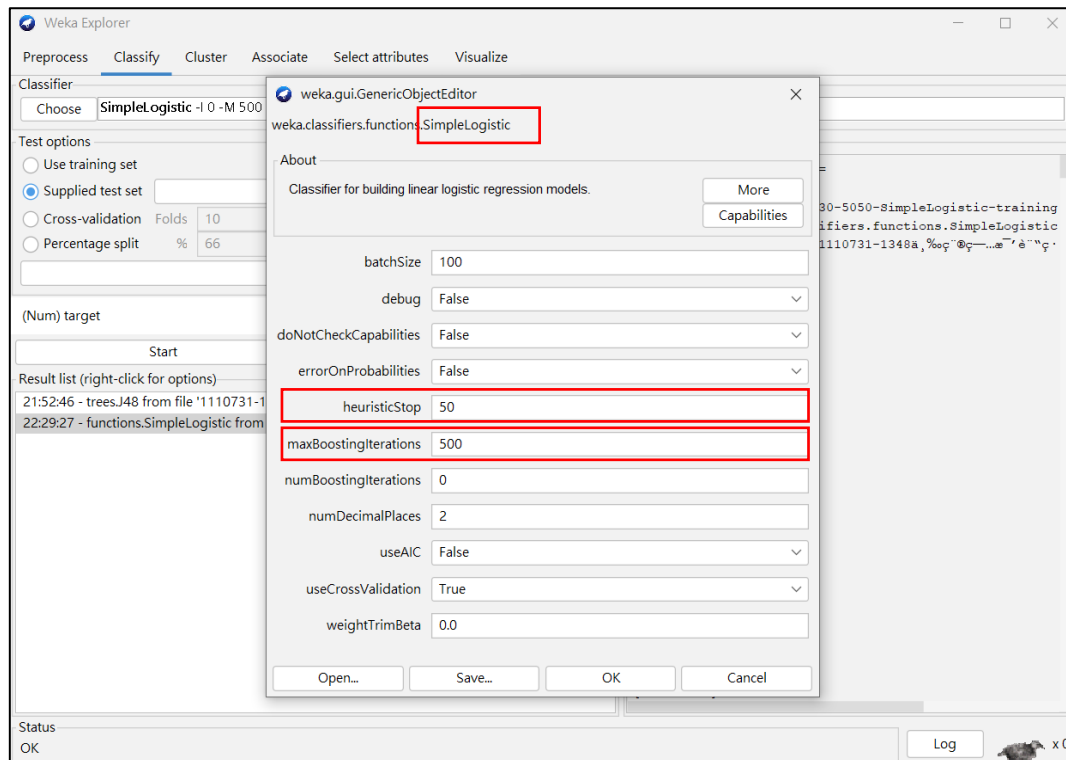 Weka Explorer
Preprocess Classify Cluster Associate Select attributes Visualize
Classifier
Choose SimpleLogistic -I 0 -M 500
Test options
Use training set
Supplied test set
Cross-validation Folds 10
Percentage split % 66
(Num) target
Start
Result list (right-click for options)
21:52:46 - trees.J48 from file '1110731-1
22:29:27 - functions.SimpleLogistic from
weka.gui.GenericObjectEditor
weka.classifiers.functions.SimpleLogistic
About
Classifier for building linear logistic regression models.
More
Capabilities
batchSize 100
debug False
doNotCheckCapabilities False
errorOnProbabilities False
heuristicStop 50
maxBoostingIterations 500
numBoostingIterations 0
numDecimalPlaces 2
useAIC False
useCrossValidation True
weightTrimBeta 0.0
Open... Save... OK Cancel
=
30-5050-SimpleLogistic-training
ifiers.functions.SimpleLogistic
Status
OK
Log
x 0